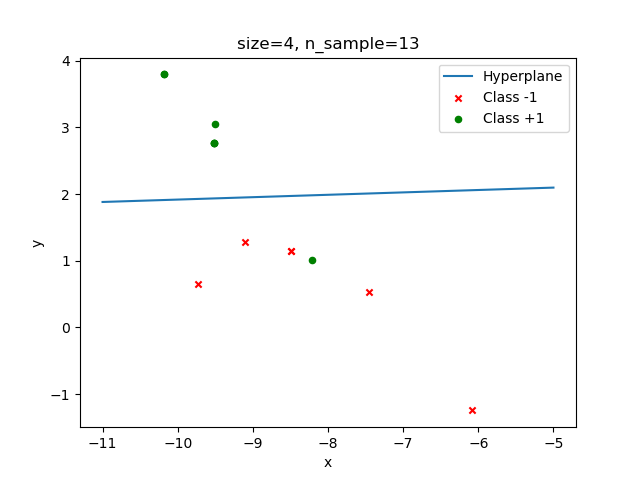 size=4, n_sample=13
Hyperplane
Class -1
Class +1
4
3
2
1
0
−1
y
−11
−10
−9
−8
−7
−6
−5
x